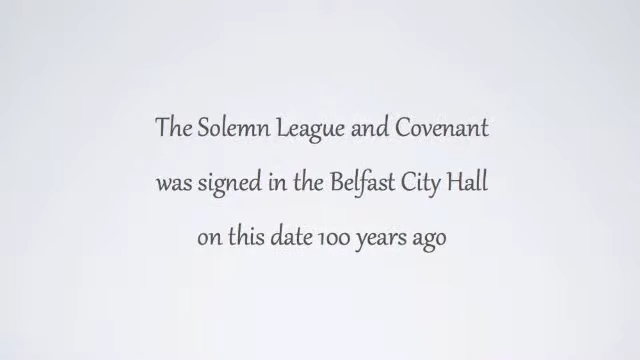 The Solemn League and Covenant
was signed in the Belfast City Hall
on this date 100 years ago